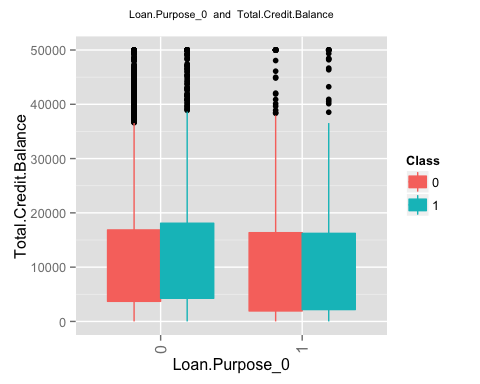 Loan.Purpose_0 and Total.Credit.Balance
50000
40000
30000
20000
10000
0
Total.Credit.Balance
0
1
Loan.Purpose_0
Class
0
1